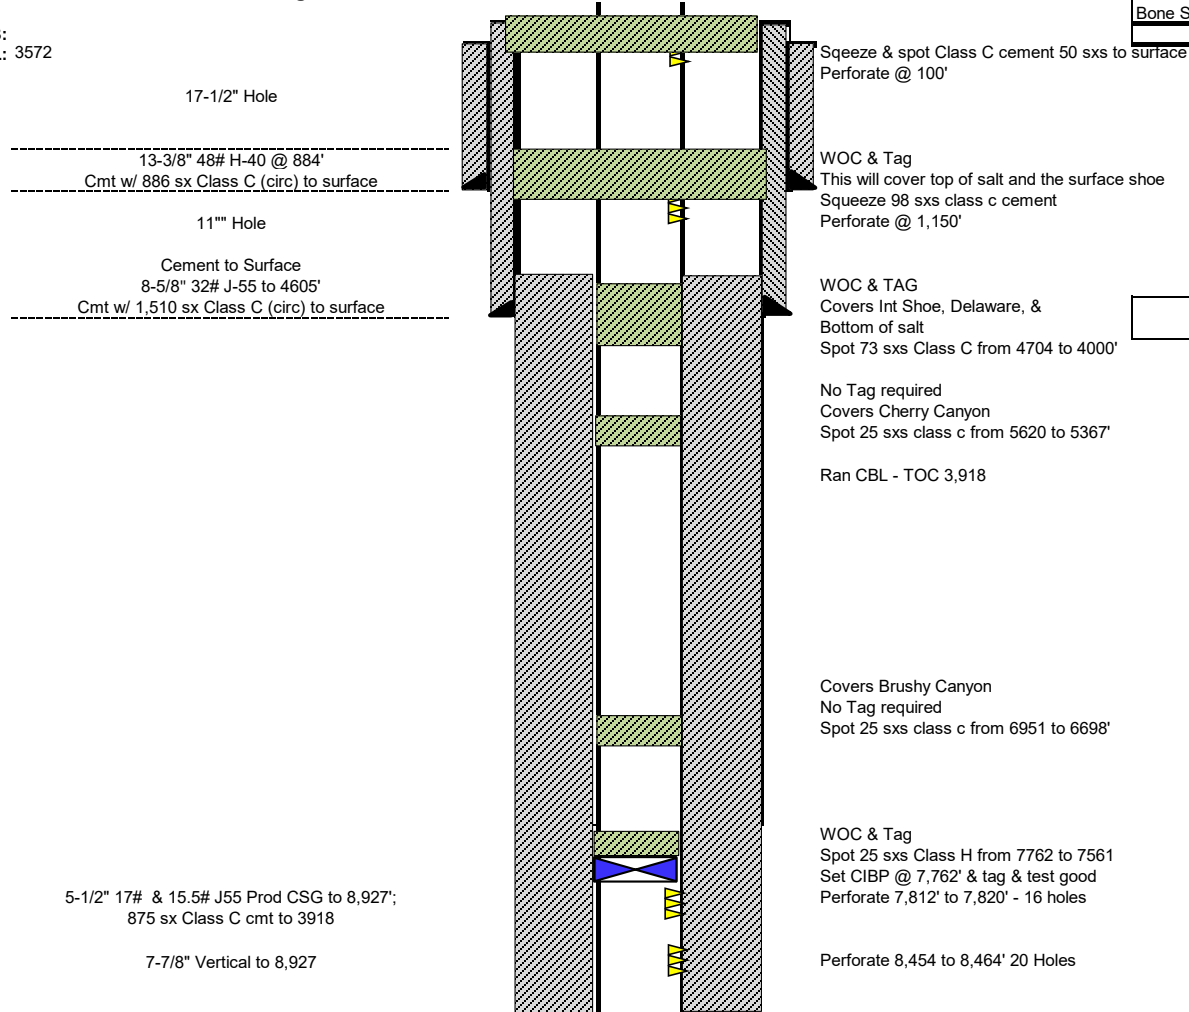 Bone S
3572
Sqeeze & spot Class C cement 50 sxs to surface
Perforate @ 100'
17-1/2" Hole
13-3/8" 48# H-40 @ 884'
Cmt w/ 886 sx Class C (circ) to surface
WOC & Tag
This will cover top of salt and the surface shoe
Squeeze 98 sxs class c cement
Perforate @ 1,150'
11"" Hole
Cement to Surface
8-5/8" 32# J-55 to 4605'
Cmt w/ 1,510 sx Class C (circ) to surface
WOC & TAG
Covers Int Shoe, Delaware, &
Bottom of salt
Spot 73 sxs Class C from 4704 to 4000'
No Tag required
Covers Cherry Canyon
Spot 25 sxs class c from 5620 to 5367'
Ran CBL - TOC 3,918
Covers Brushy Canyon
No Tag required
Spot 25 sxs class c from 6951 to 6698'
WOC & Tag
Spot 25 sxs Class H from 7762 to 7561
Set CIBP @ 7,762' & tag & test good
Perforate 7,812' to 7,820' - 16 holes
5-1/2" 17#  & 15.5# J55 Prod CSG to 8,927';
875 sx Class C cmt to 3918
7-7/8" Vertical to 8,927
Perforate 8,454 to 8,464' 20 Holes